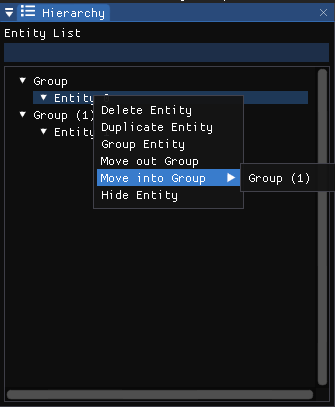 Hierarchy
Entity List
Group
Entity
Group (1)
Entity
Delete Entity
Duplicate Entity
Group Entity
Move out Group
Move into Group
Group (1)
Hide Entity